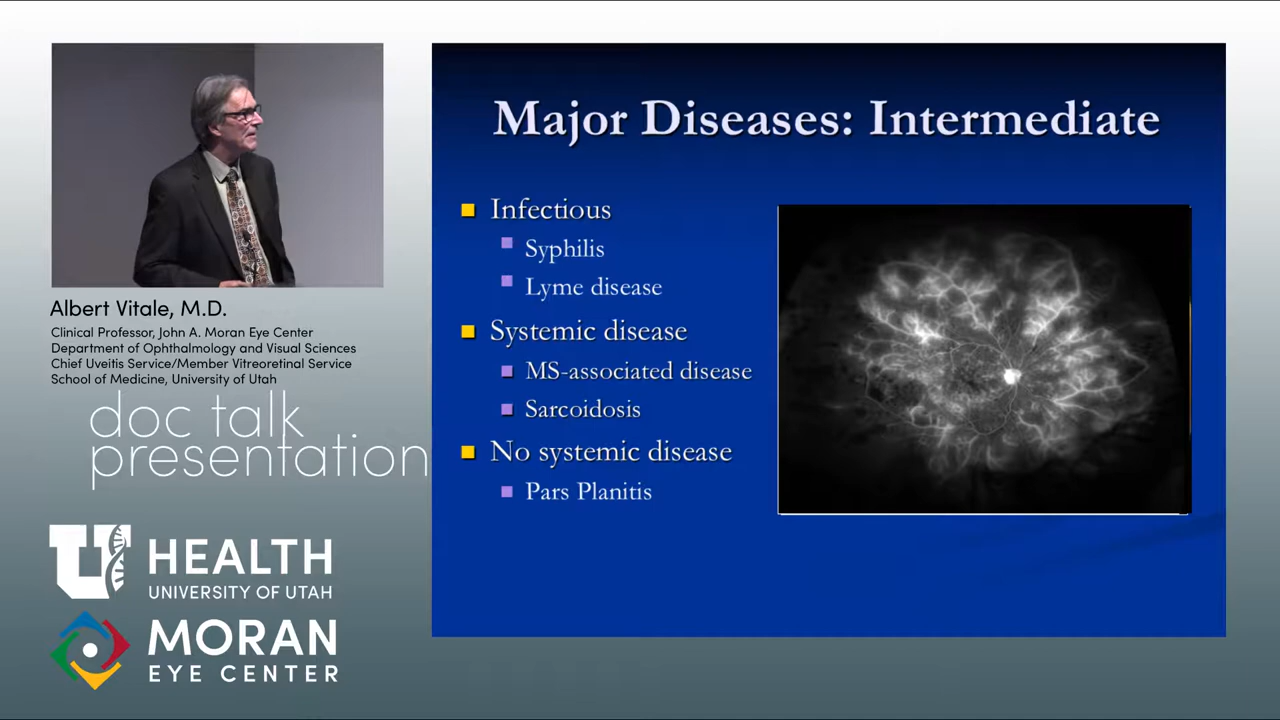 Major Diseases: Intermediate
Infectious
Syphilis
Lyme disease
Systemic disease
MS-associated disease
Sarcoidosis
No systemic disease
Pars Planitis
Albert Vitale, M.D.
Clinical Professor, John A. Moran Eye Center
Department of Ophthalmology and Visual Sciences
Chief Uveitis Service/Member Vitreoretinal Service
School of Medicine, University of Utah
doc talk
presentation
U HEALTH
UNIVERSITY OF UTAH
MORAN
EYE CENTER